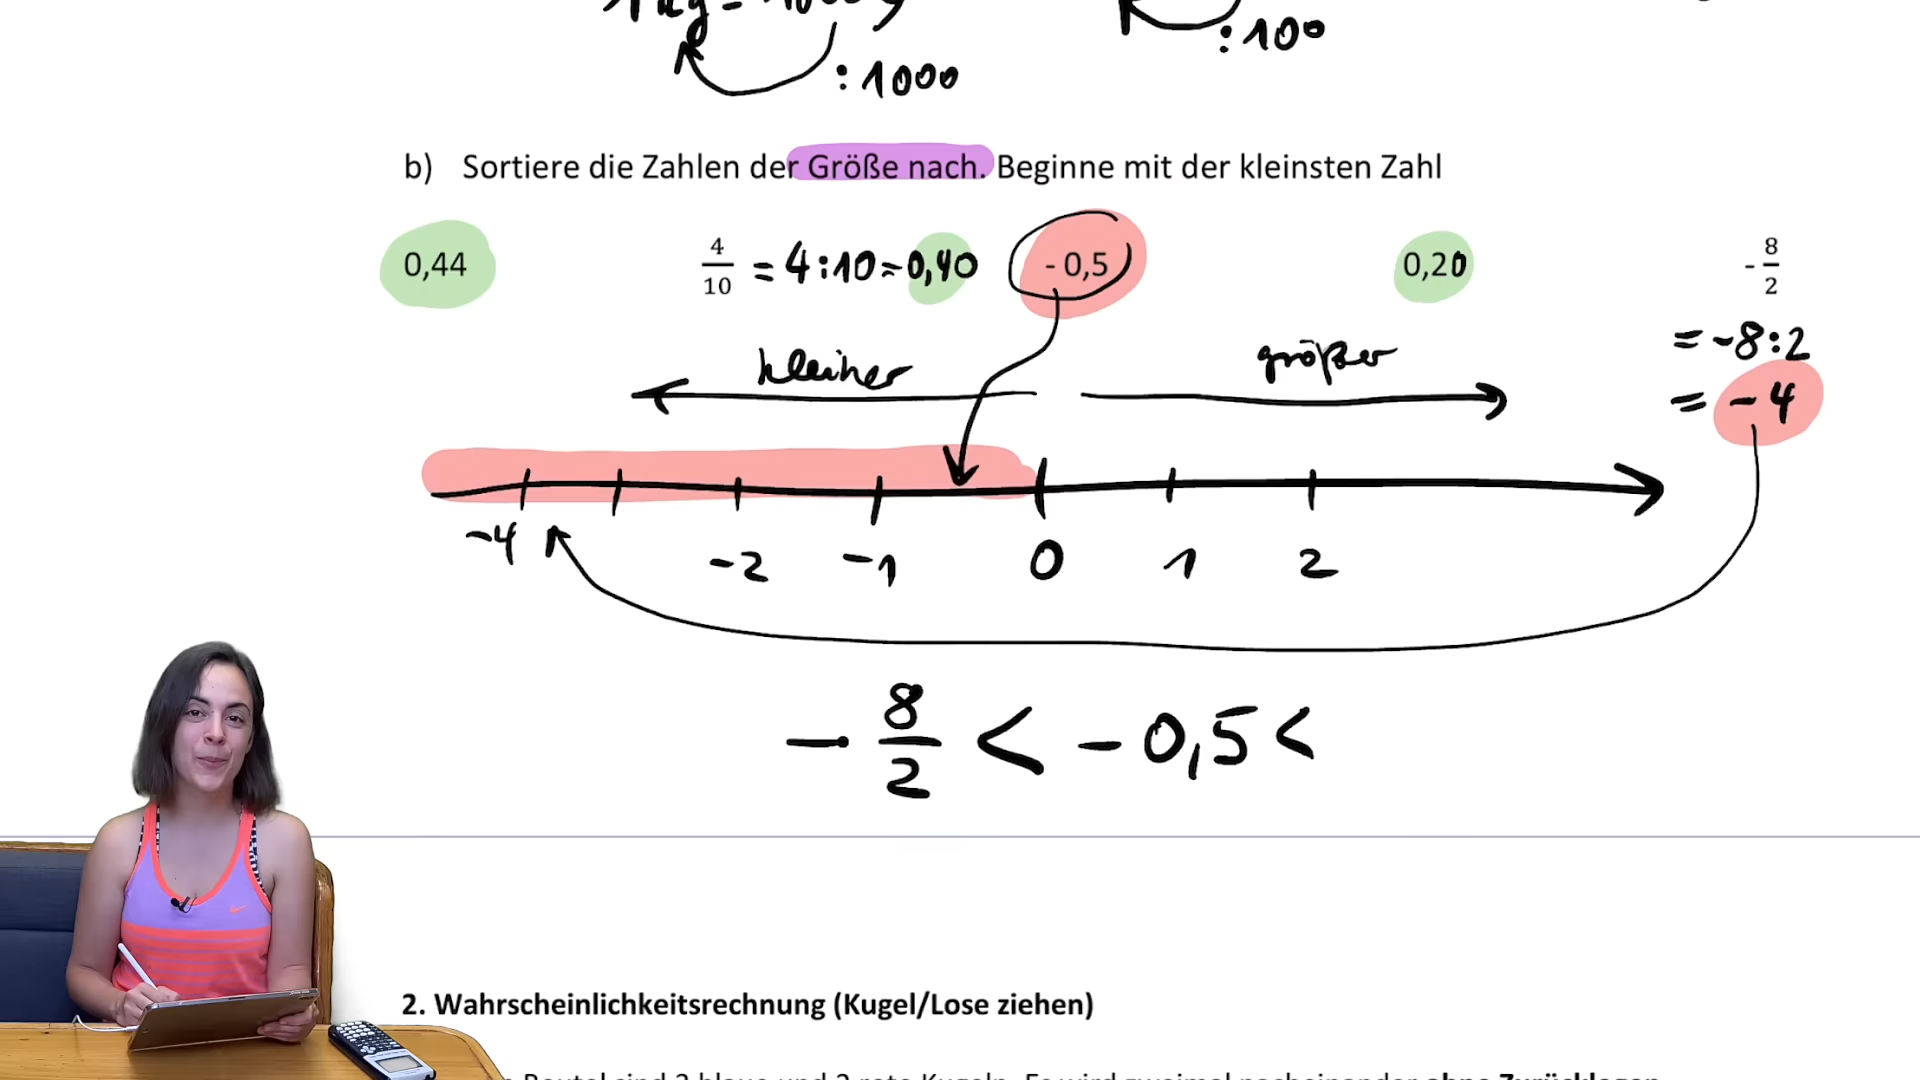 : 100
: 1000
b) Sortiere die Zahlen der Größe nach. Beginne mit der kleinsten Zahl
0,44 4/10 = 4:10 = 0,40 - 0,5 0,20 - 8/2
= -8:2
kleiner größer
= -4
-4 -2 -1 0 1 2
- 8/2 < - 0,5 <
2. Wahrscheinlichkeitsrechnung (Kugel/Lose ziehen)